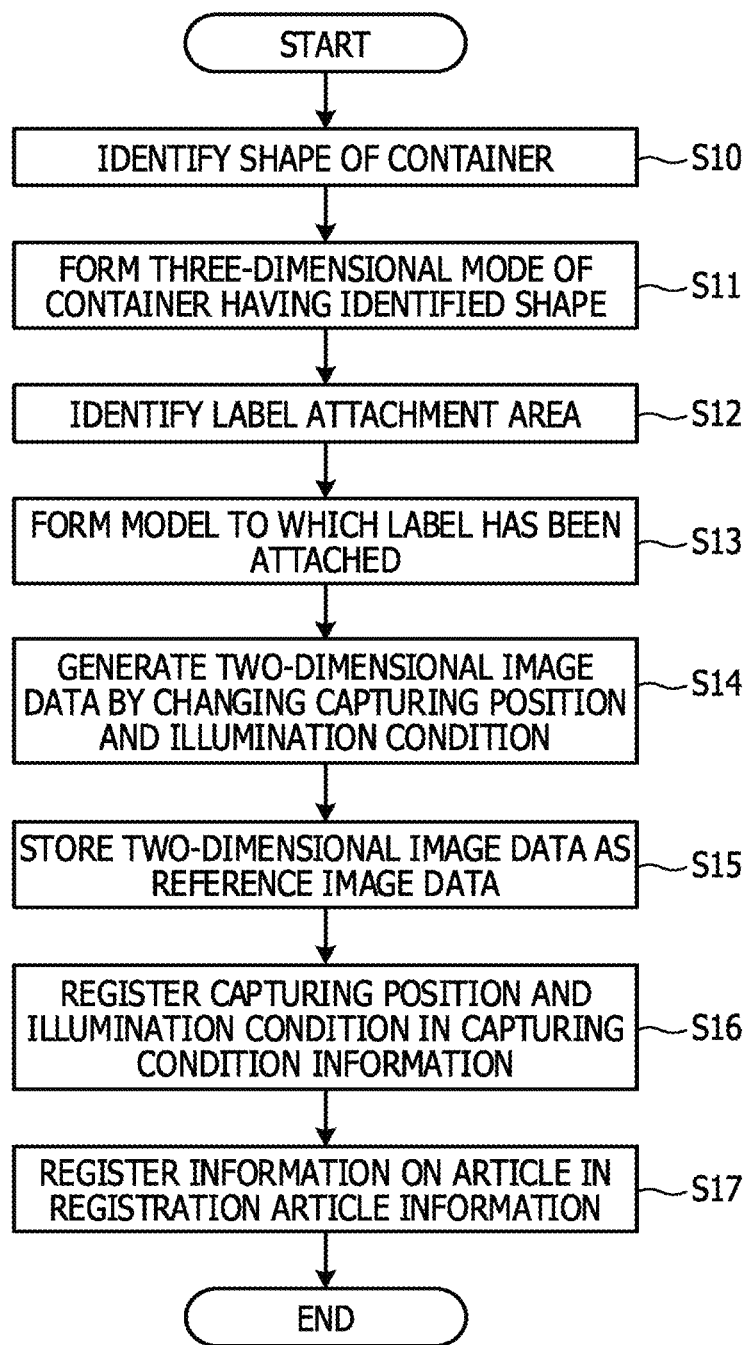 START
IDENTIFY SHAPE OF CONTAINER
S10
FORM THREE-DIMENSIONAL MODE OF
CONTAINER HAVING IDENTIFIED SHAPE
S11
IDENTIFY LABEL ATTACHMENT AREA
S12
FORM MODEL TO WHICH LABEL HAS BEEN
ATTACHED
S13
GENERATE TWO-DIMENSIONAL IMAGE
DATA BY CHANGING CAPTURING POSITION
AND ILLUMINATION CONDITION
S14
STORE TWO-DIMENSIONAL IMAGE DATA AS
REFERENCE IMAGE DATA
S15
REGISTER CAPTURING POSITION AND
ILLUMINATION CONDITION IN CAPTURING
CONDITION INFORMATION
S16
REGISTER INFORMATION ON ARTICLE IN
REGISTRATION ARTICLE INFORMATION
S17
END